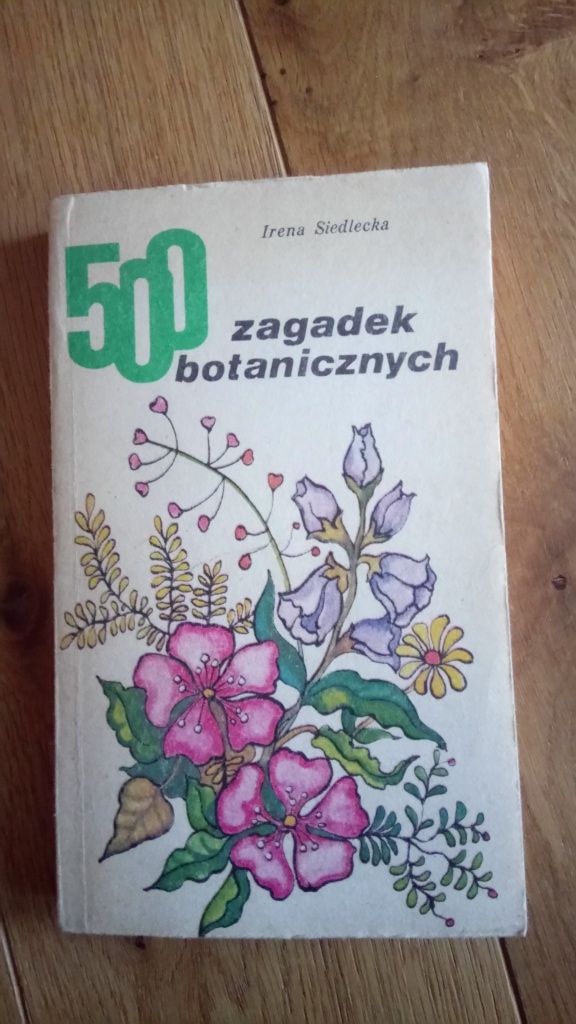 Irena Siedlecka
500 zagadek
botanicznych